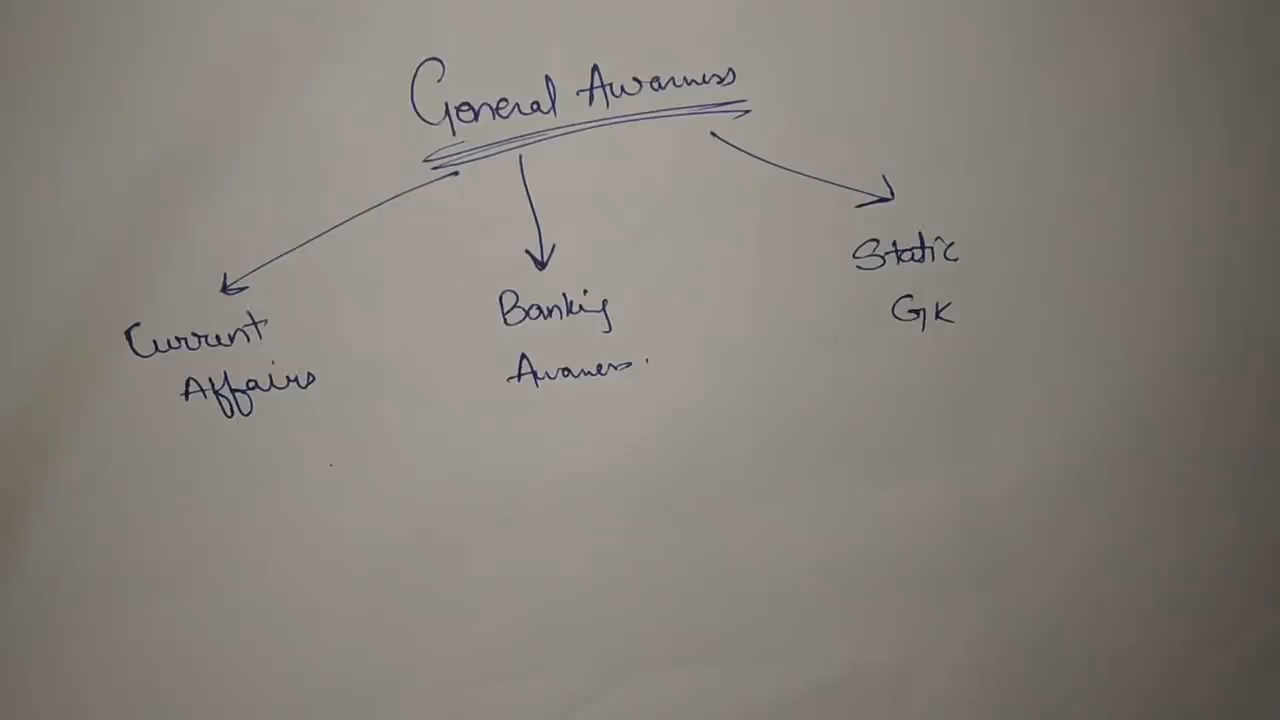 General Awarness
Current
Affairs
Banking
Awarness.
Static
GK